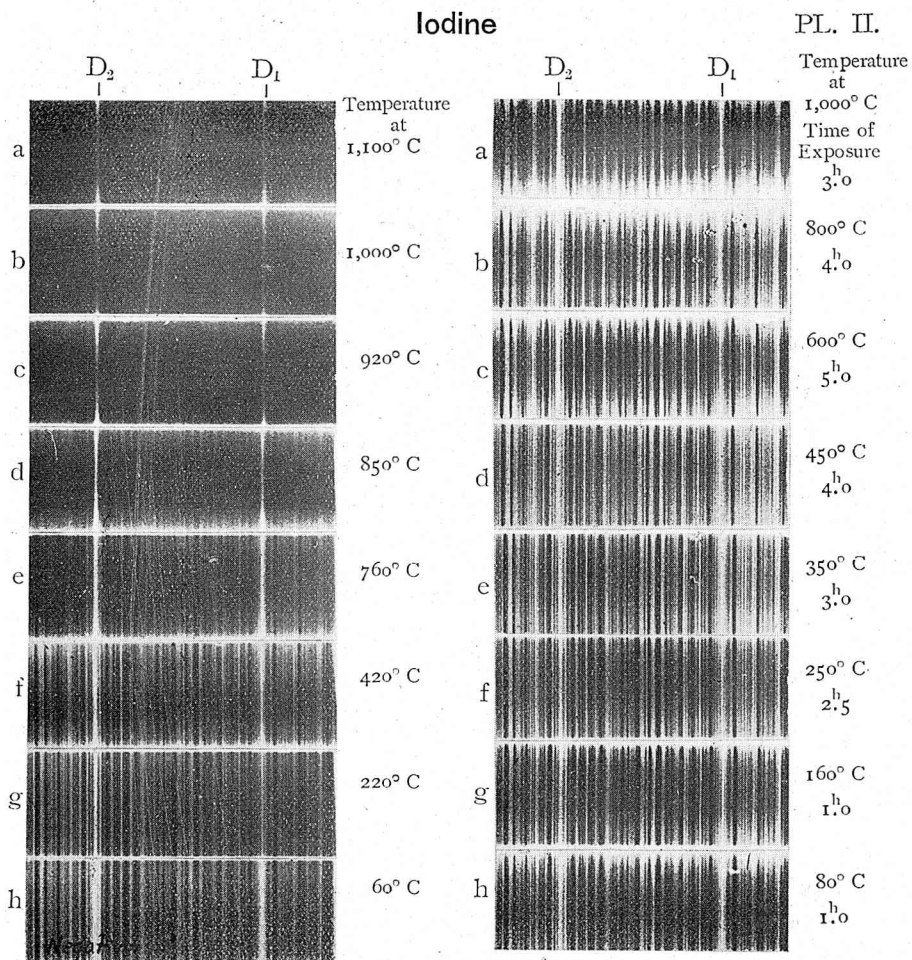 Iodine
PL. II.
D₂ D₁
Temperature
at
a 1,100° C
b 1,000° C
c 920° C
d 850° C
e 760° C
f 420° C
g 220° C
h 60° C
Negative
D₂ D₁
Temperature
at
1,000° C
a
Time of
Exposure
3.ʰ0
800° C
b
4.ʰ0
600° C
c
5.ʰ0
450° C
d
4.ʰ0
350° C
e
3.ʰ0
250° C
f
2.ʰ5
160° C
g
1.ʰ0
80° C
h
1.ʰ0